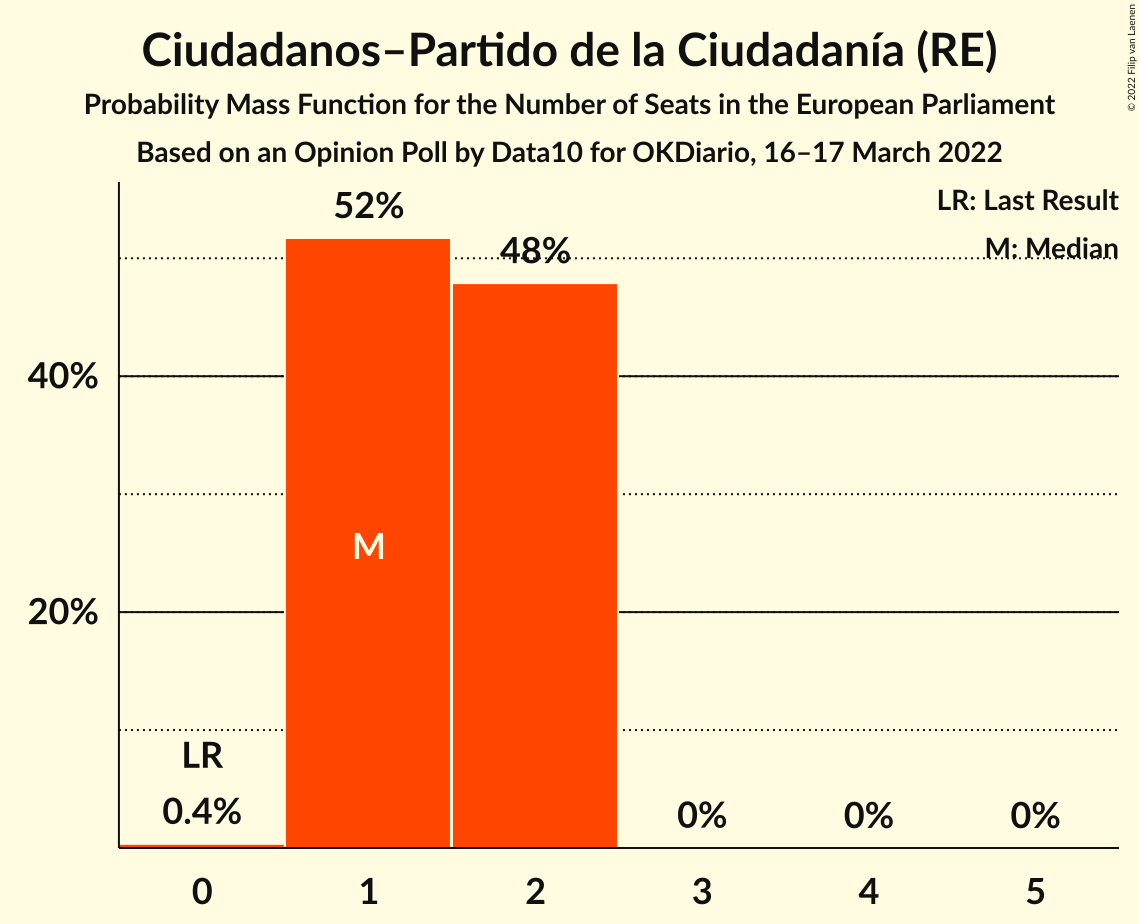 Ciudadanos–Partido de la Ciudadanía (RE)
Probability Mass Function for the Number of Seats in the European Parliament
Based on an Opinion Poll by Data10 for OKDiario, 16–17 March 2022
© 2022 Filip van Laenen
LR: Last Result
M: Median
52%
48%
40%
20%
M
LR
0.4%
0%
0%
0%
0
1
2
3
4
5